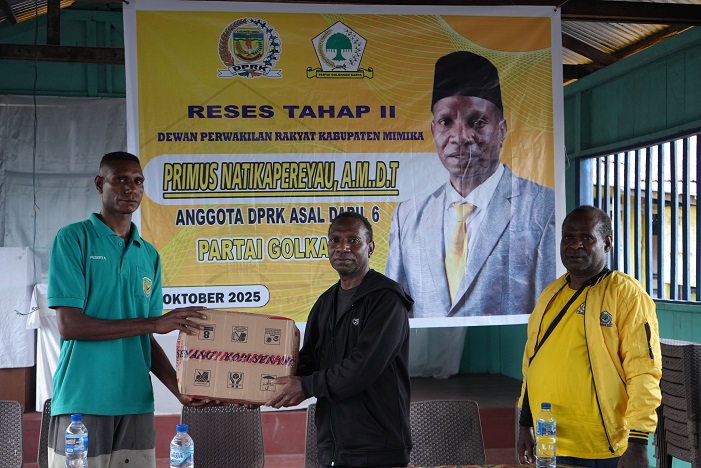 DPRK
PARTAI GOLONGAN KARYA
RESES TAHAP II
DEWAN PERWAKILAN RAKYAT KABUPATEN MIMIKA
PRIMUS NATIKAPEREYAU, A.M..D.T
ANGGOTA DPRK ASAL DAPIL 6
PARTAI GOLKA
OKTOBER 2025
8